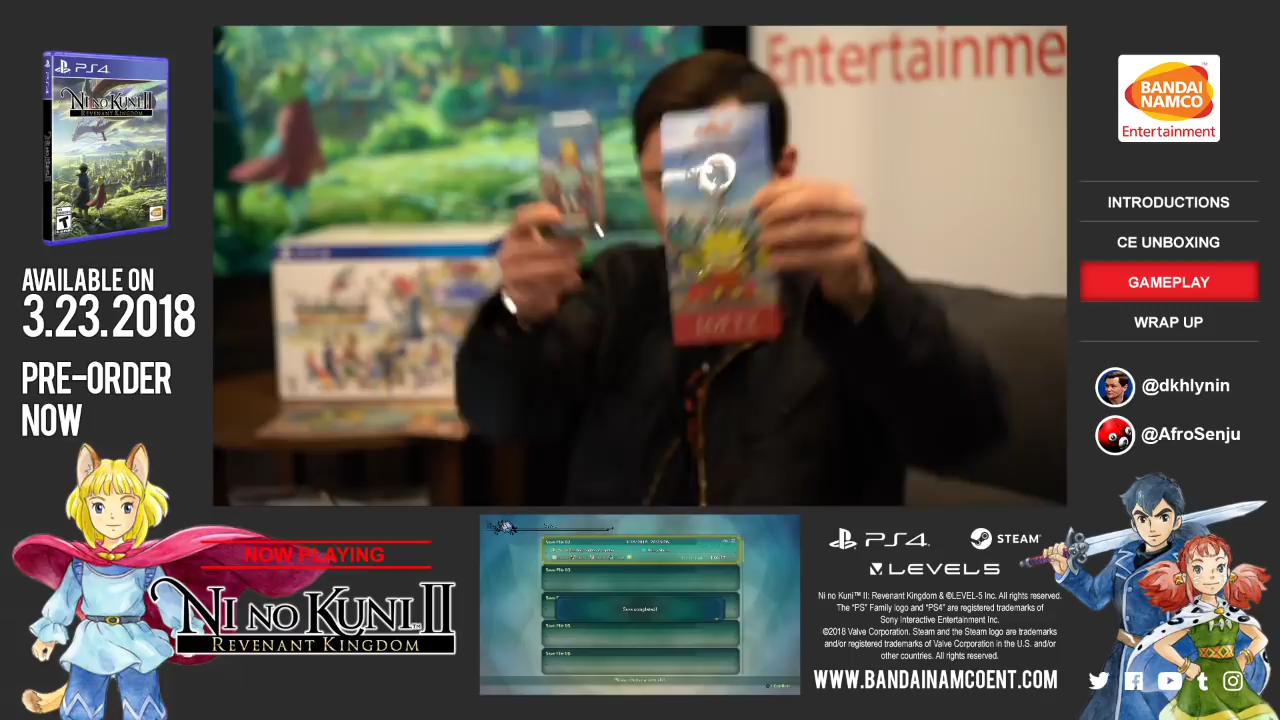 PS4
NI NO KUNI II
REVENANT KINGDOM
AVAILABLE ON
3.23.2018
PRE-ORDER
NOW
Entertainme
BANDAI
NAMCO
Entertainment
INTRODUCTIONS
CE UNBOXING
GAMEPLAY
WRAP UP
@dkhlynin
@AfroSenju
NOW PLAYING
NI NO KUNI II
REVENANT KINGDOM
Save completed!
PS4
STEAM
LEVEL5
Ni no Kuni™ II: Revenant Kingdom & ©LEVEL-5 Inc. All rights reserved.
The "PS" Family logo and "PS4" are registered trademarks of
Sony Interactive Entertainment Inc.
©2018 Valve Corporation. Steam and the Steam logo are trademarks
and/or registered trademarks of Valve Corporation in the U.S. and/or
other countries. All rights reserved.
WWW.BANDAINAMCOENT.COM